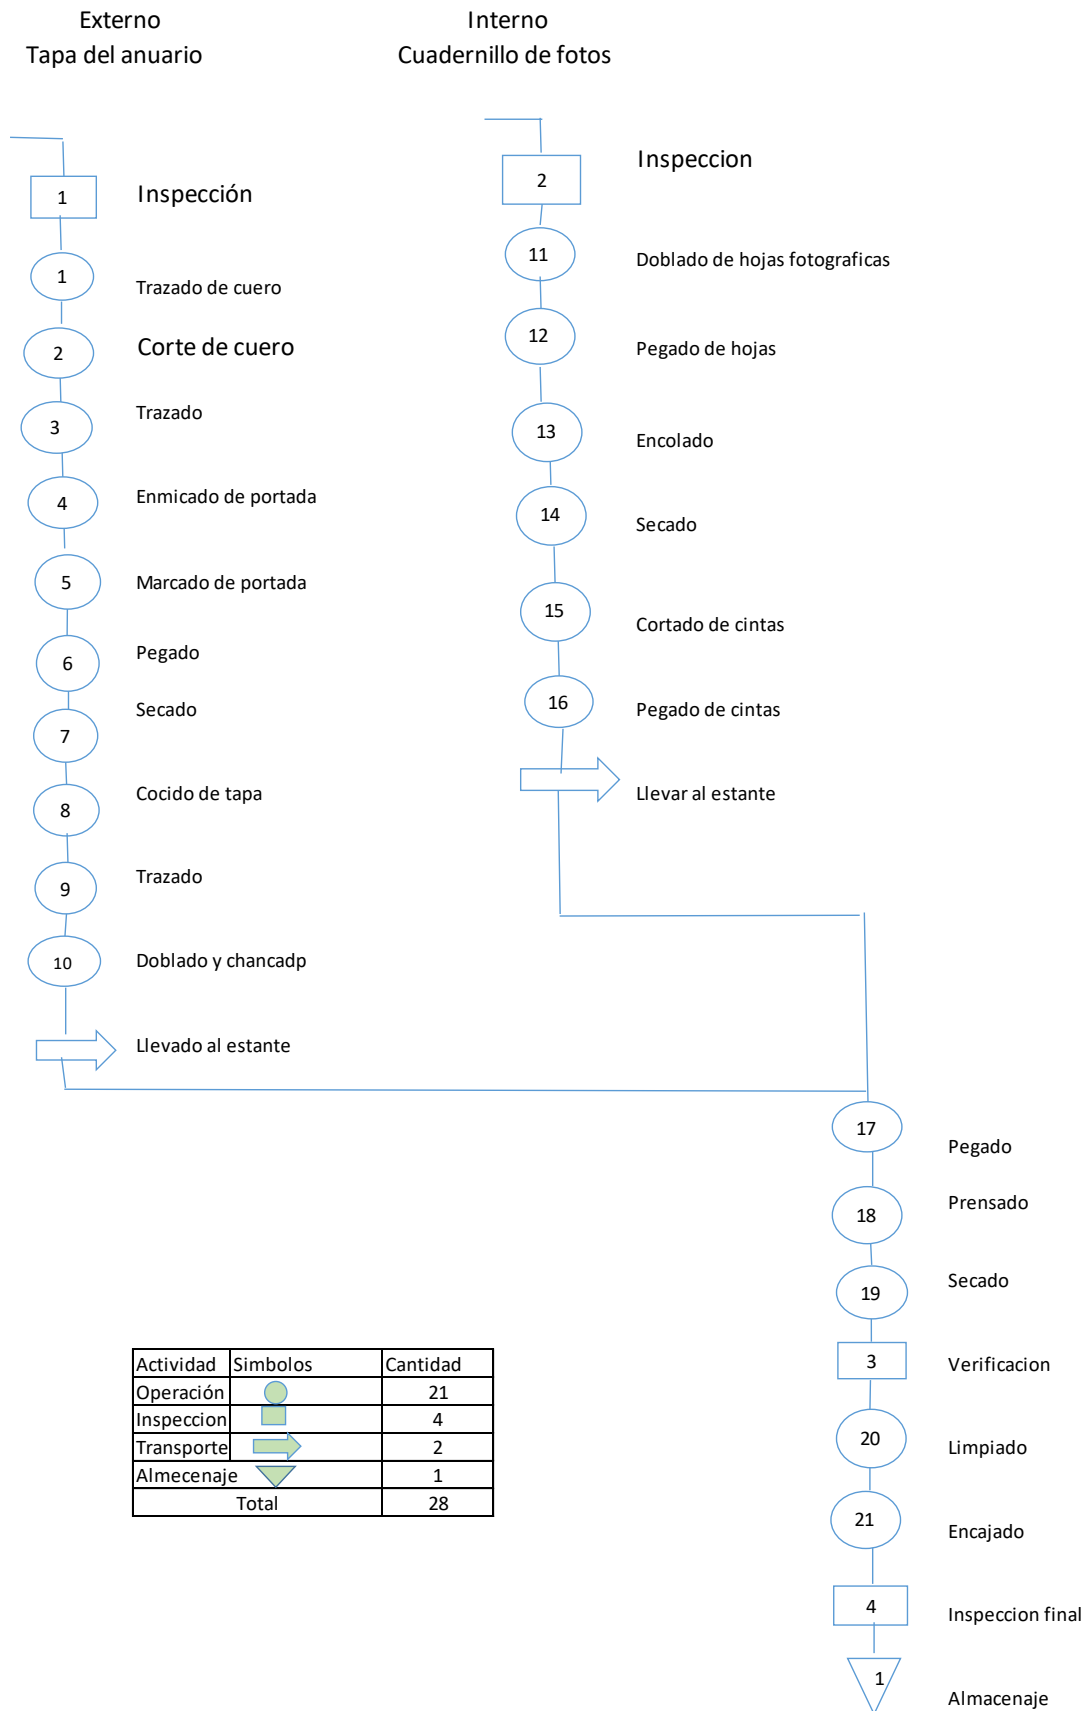 Externo
Tapa del anuario
Interno
Cuadernillo de fotos
1
Inspección
1
Trazado de cuero
2
Corte de cuero
3
Trazado
4
Enmicado de portada
5
Marcado de portada
6
Pegado
7
Secado
8
Cocido de tapa
9
Trazado
10
Doblado y chancadp
Llevado al estante
2
Inspeccion
11
Doblado de hojas fotograficas
12
Pegado de hojas
13
Encolado
14
Secado
15
Cortado de cintas
16
Pegado de cintas
Llevar al estante
17
Pegado
18
Prensado
19
Secado
3
Verificacion
20
Limpiado
21
Encajado
4
Inspeccion final
1
Almacenaje
Actividad Simbolos Cantidad
Operación 21
Inspeccion 4
Transporte 2
Almecenaje 1
Total 28